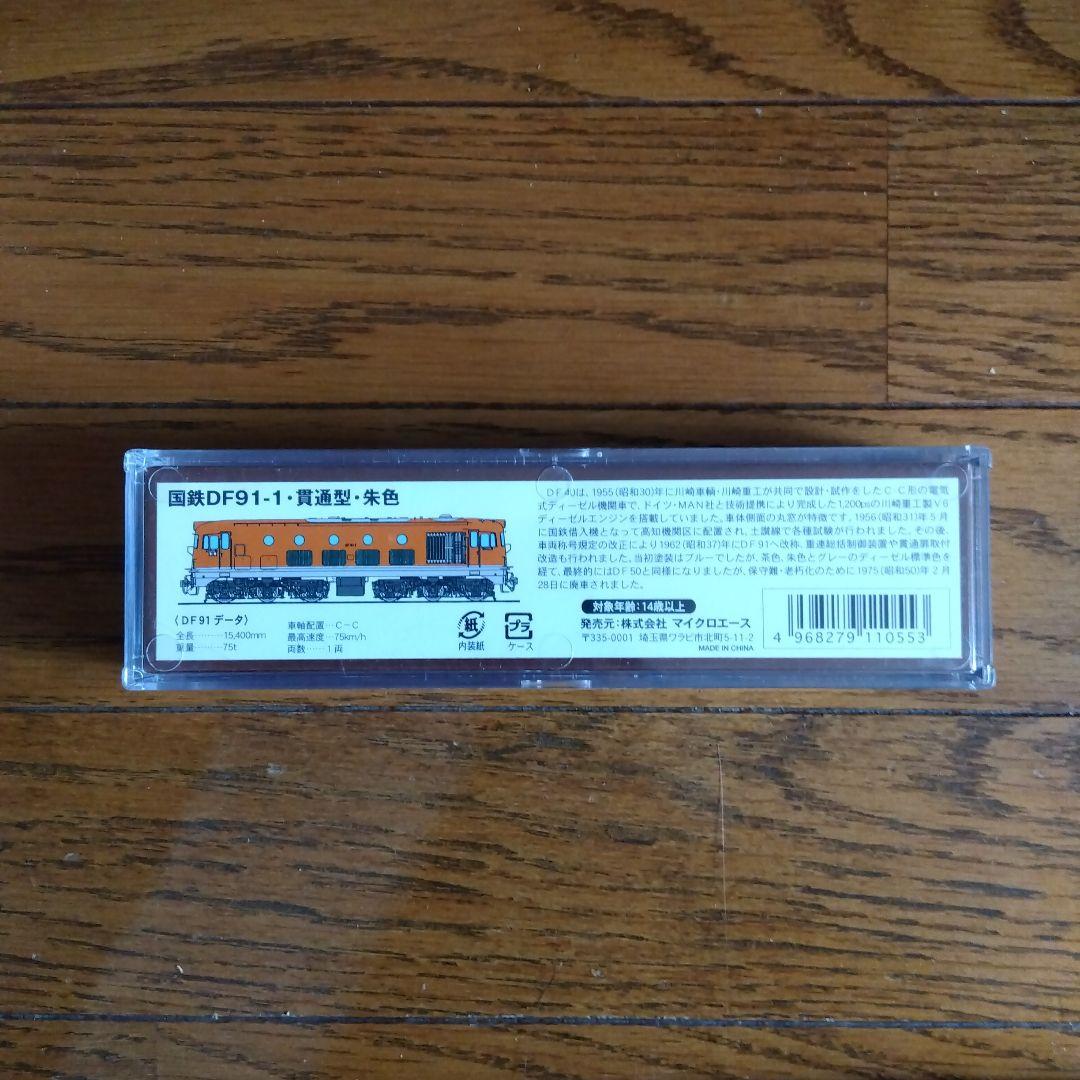 国鉄DF91-1・貫通型・朱色
〈DF91データ〉
全長………15,400mm
重量………75t
車軸配置…C－C
最高速度…75km/h
両数……1両
紙
内装紙
プラ
ケース
DF40は、1955(昭和30)年に川崎車輌・川崎重工が共同で設計・試作をしたC-C形の電気
式ディーゼル機関車で、ドイツ・MAN社と技術提携により完成した1,200psの川崎重工製V6
ディーゼルエンジンを搭載していました。車体側面の丸窓が特徴です。1956(昭和31)年5月
に国鉄借入機となって高知機関区に配置され、土讃線で各種試験が行われました。その後、
車両称号規定の改正により1962(昭和37)年にDF91へ改称、重連総括制御装置や貫通扉取付
改造も行われました。当初塗装はブルーでしたが、茶色、朱色とグレーのディーゼル標準色を
経て、最終的にはDF50と同様になりましたが、保守難・老朽化のために1975(昭和50)年2月
28日に廃車されました。
対象年齢:14歳以上
発売元:株式会社 マイクロエース
〒335-0001 埼玉県ワラビ市北町5-11-2
MADE IN CHINA
4 968279 110553